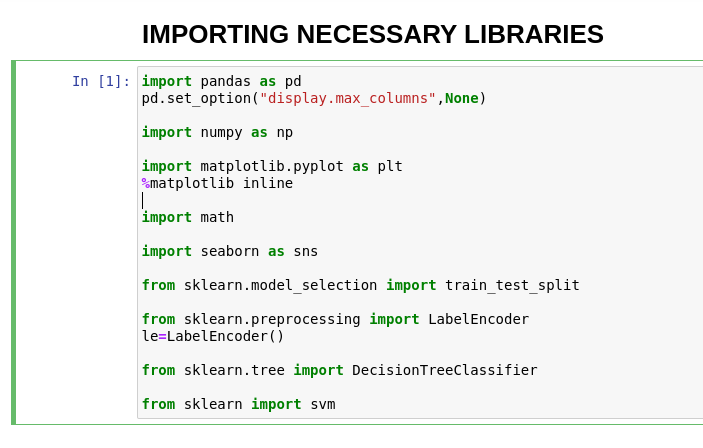 IMPORTING NECESSARY LIBRARIES
In [1]:
import pandas as pd
pd.set_option("display.max_columns",None)
import numpy as np
import matplotlib.pyplot as plt
%matplotlib inline
import math
import seaborn as sns
from sklearn.model_selection import train_test_split
from sklearn.preprocessing import LabelEncoder
le=LabelEncoder()
from sklearn.tree import DecisionTreeClassifier
from sklearn import svm